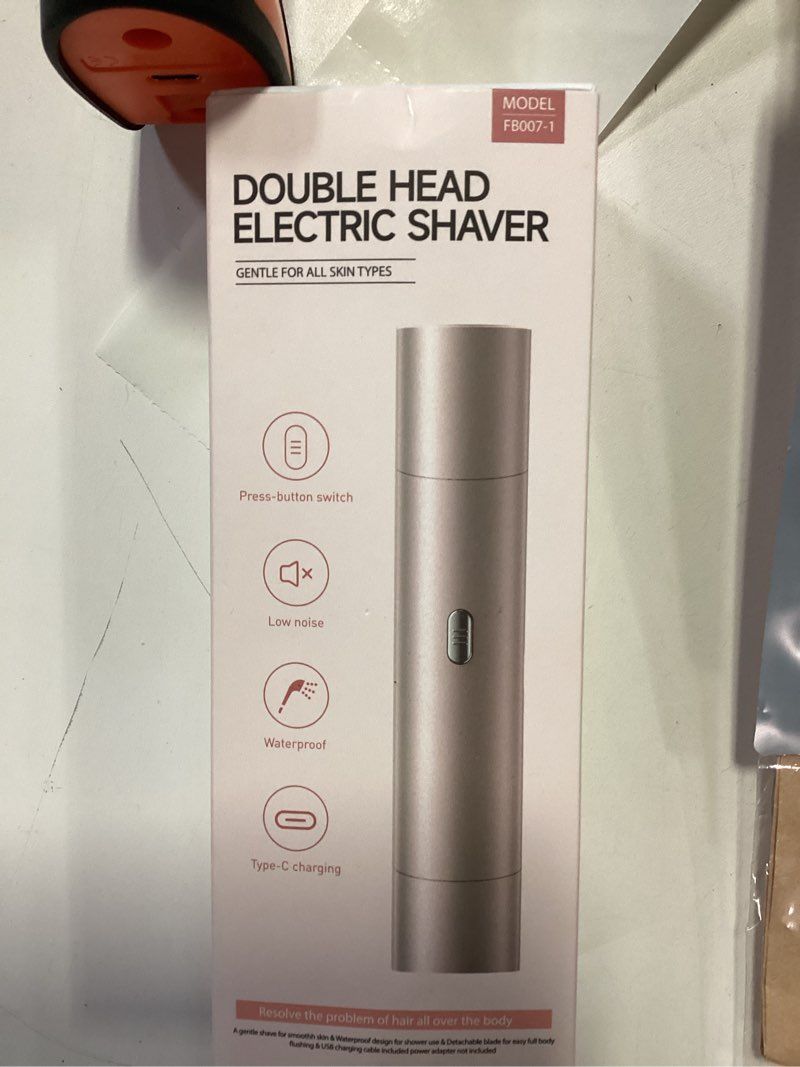 MODEL
FB007-1
DOUBLE HEAD
ELECTRIC SHAVER
GENTLE FOR ALL SKIN TYPES
Press-button switch
Low noise
Waterproof
Type-C charging
Resolve the problem of hair all over the body
A gentle shave for smoothh skin & Waterproof design for shower use & Detachable blade for easy full body
flushing & USB charging cable included power adapter not included